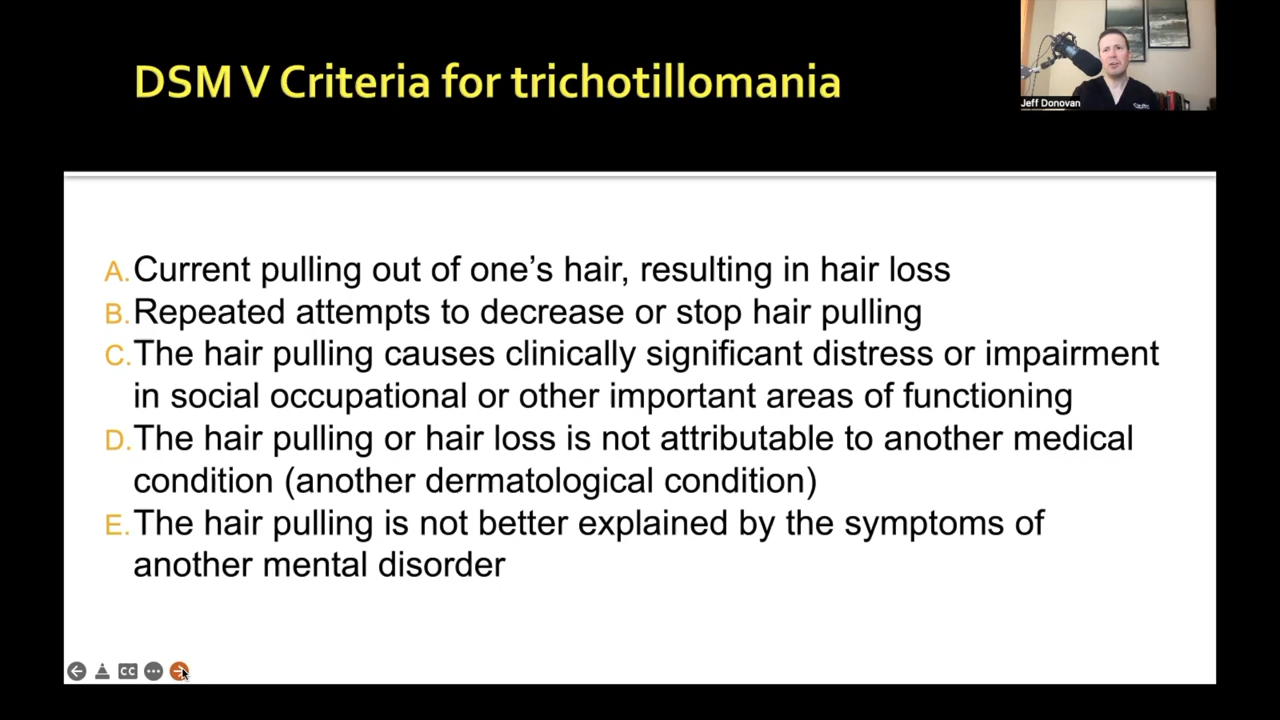 DSM V Criteria for trichotillomania
Jeff Donovan
A. Current pulling out of one’s hair, resulting in hair loss
B. Repeated attempts to decrease or stop hair pulling
C. The hair pulling causes clinically significant distress or impairment
in social occupational or other important areas of functioning
D. The hair pulling or hair loss is not attributable to another medical
condition (another dermatological condition)
E. The hair pulling is not better explained by the symptoms of
another mental disorder
CC